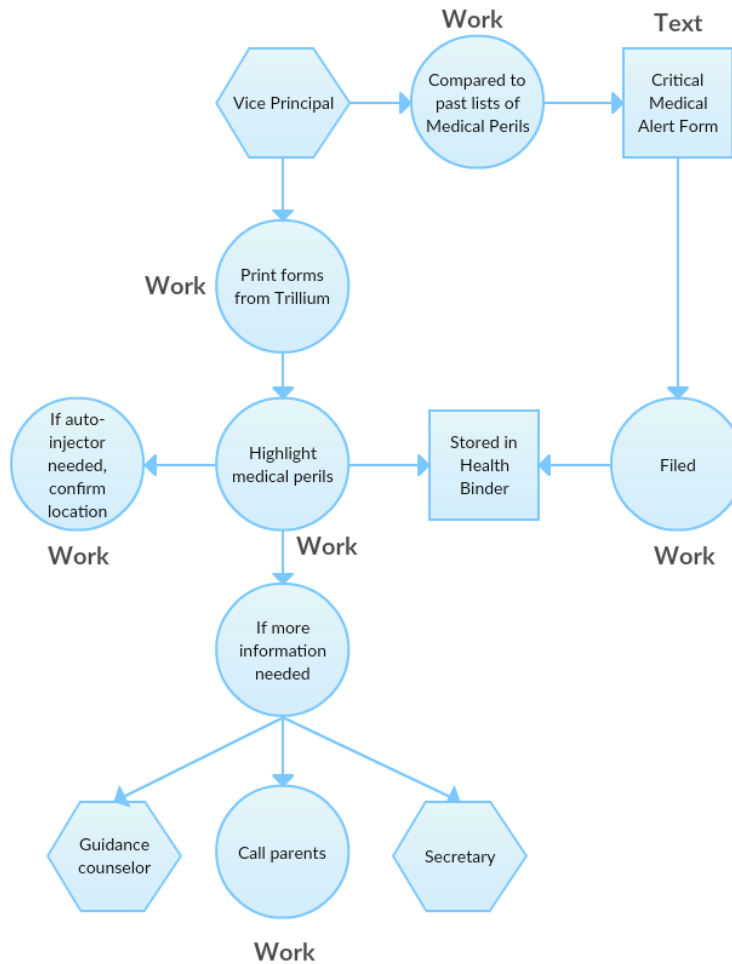 Work
Text
Vice Principal
Compared to
past lists of
Medical Perils
Critical
Medical
Alert Form
Work
Print forms
from Trillium
If auto-
injector
needed,
confirm
location
Highlight
medical perils
Stored in
Health
Binder
Filed
Work
Work
Work
If more
information
needed
Guidance
counselor
Call parents
Secretary
Work